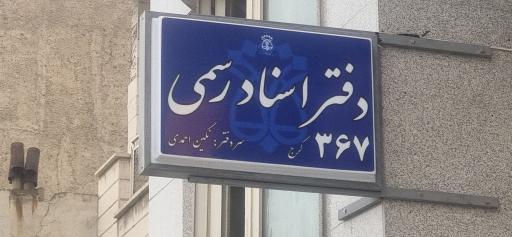 دفتر اسناد رسمی
۳۶۷ کرج
سردفتر: نگین احمدی